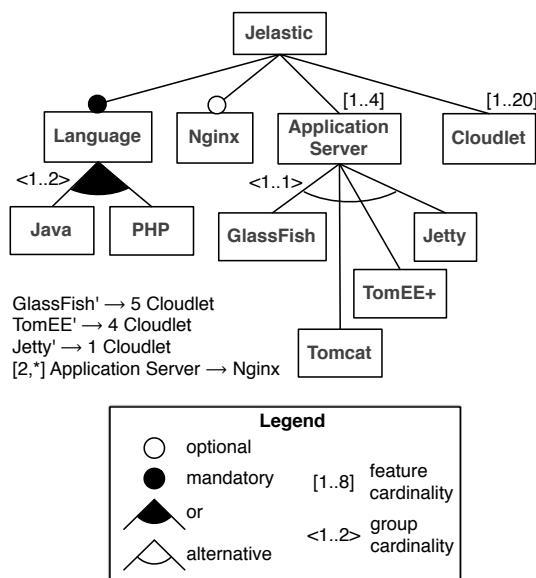 Jelastic
[1..4]
[1..20]
Language
Nginx
Application
Server
Cloudlet
<1..2>
<1..1>
Java
PHP
GlassFish
Jetty
TomEE+
Tomcat
GlassFish' → 5 Cloudlet
TomEE' → 4 Cloudlet
Jetty' → 1 Cloudlet
[2,*] Application Server → Nginx
Legend
optional
mandatory
or
alternative
[1..8] feature
cardinality
<1..2> group
cardinality